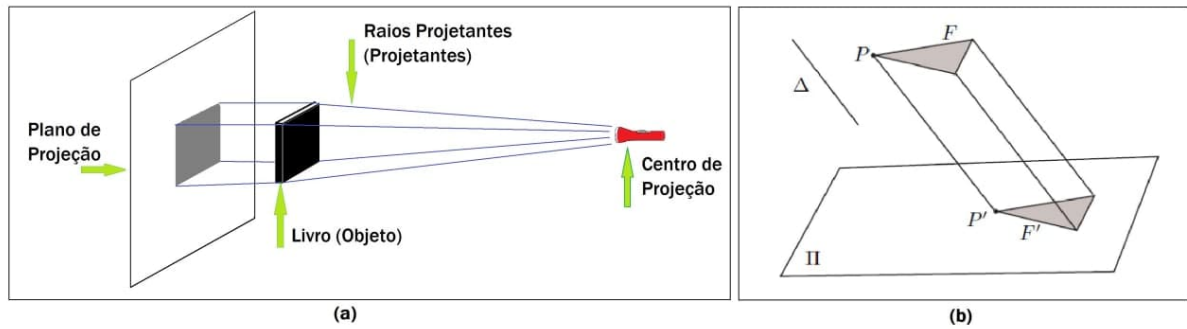 Raios Projetantes
(Projetantes)
Plano de
Projeção
Centro de
Projeção
Livro (Objeto)
(a)
F
P
Δ
P'
F'
Π
(b)